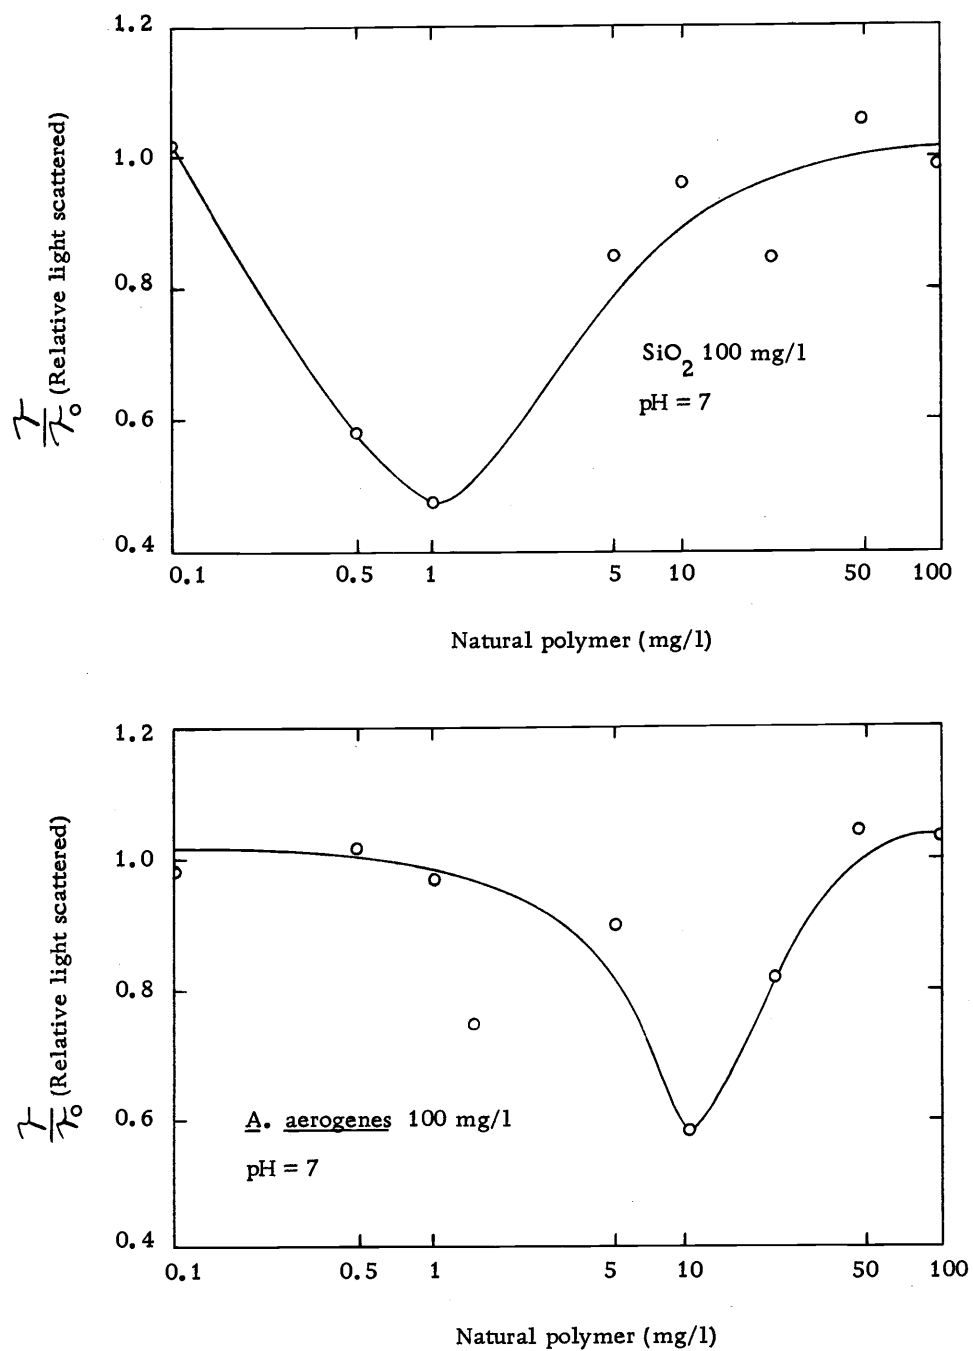 1.2
1.0
0.8
0.6
0.4
τ/τ₀ (Relative light scattered)
SiO₂ 100 mg/l
pH = 7
0.1 0.5 1 5 10 50 100
Natural polymer (mg/l)
1.2
1.0
0.8
0.6
0.4
τ/τ₀ (Relative light scattered)
A. aerogenes 100 mg/l
pH = 7
0.1 0.5 1 5 10 50 100
Natural polymer (mg/l)